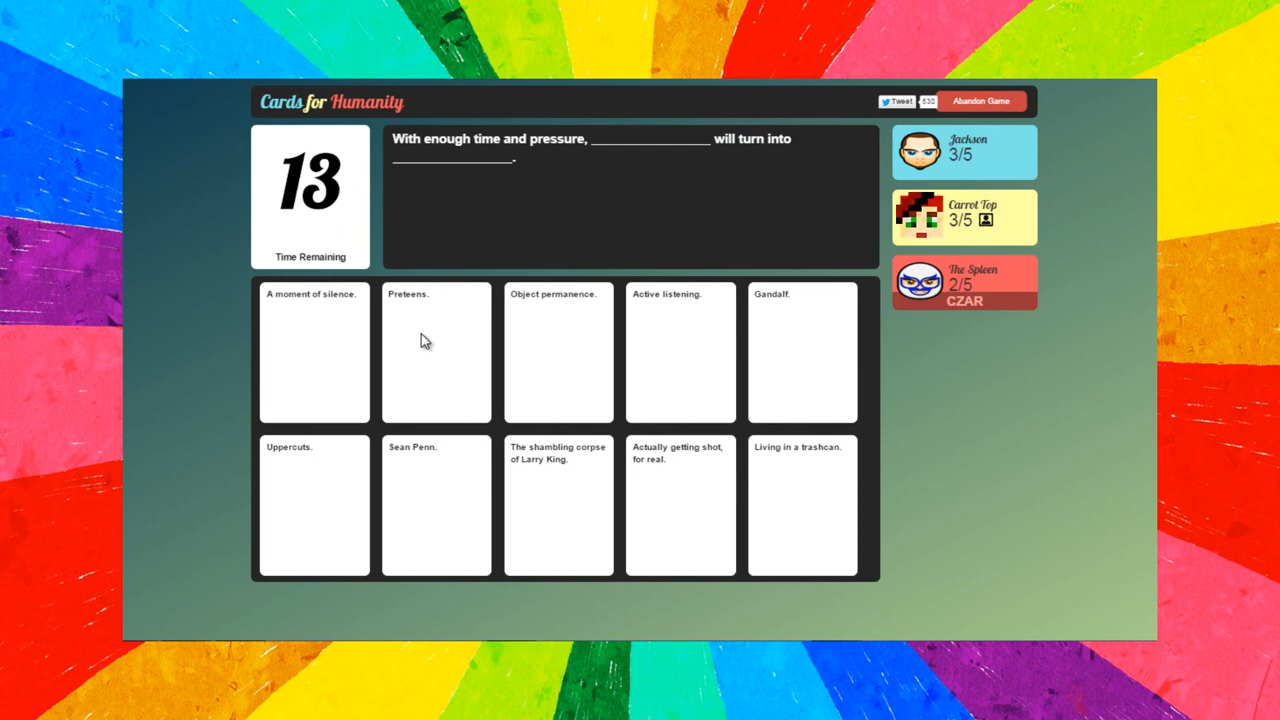 Cards for Humanity
Tweet
530
Abandon Game
13
Time Remaining
With enough time and pressure, _________________ will turn into
_________________.
Jackson
3/5
Carrot Top
3/5
The Spleen
2/5
CZAR
A moment of silence.
Preteens.
Object permanence.
Active listening.
Gandalf.
Uppercuts.
Sean Penn.
The shambling corpse
of Larry King.
Actually getting shot,
for real.
Living in a trashcan.